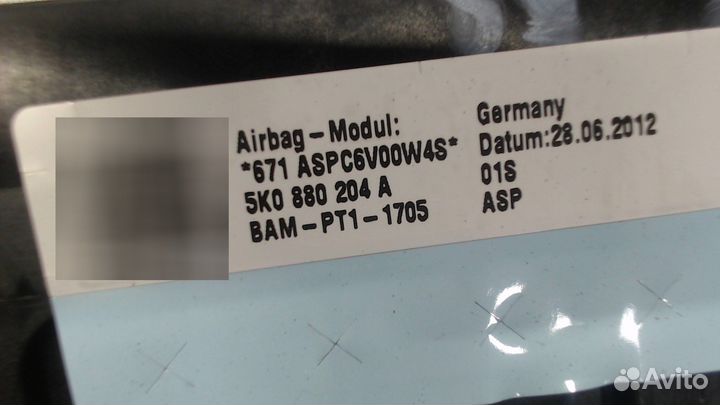 Airbag-Modul:
*671 ASPC6V00W4S*
5K0 880 204 A
BAM-PT1-1705
Germany
Datum:28.06.2012
01S
ASP
Avito